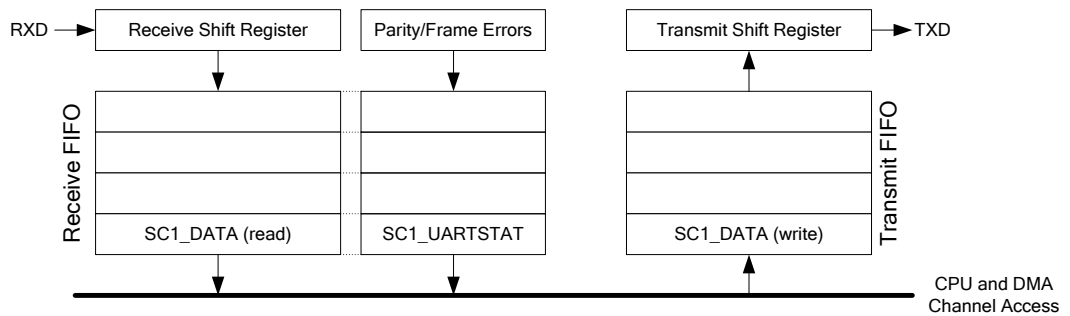 RXD
Receive Shift Register
Parity/Frame Errors
Transmit Shift Register
TXD
Receive FIFO
Transmit FIFO
SC1_DATA (read)
SC1_UARTSTAT
SC1_DATA (write)
CPU and DMA
Channel Access